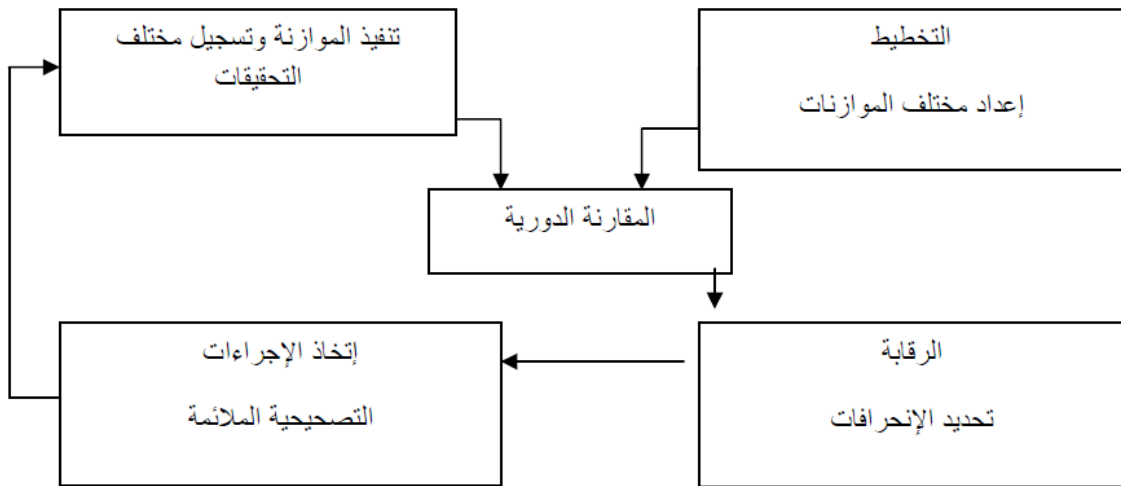 التخطيط
إعداد مختلف الموازنات
تنفيذ الموازنة وتسجيل مختلف
التحقيقات
المقارنة الدورية
الرقابة
تحديد الإنحرافات
إتخاذ الإجراءات
التصحيحية الملائمة